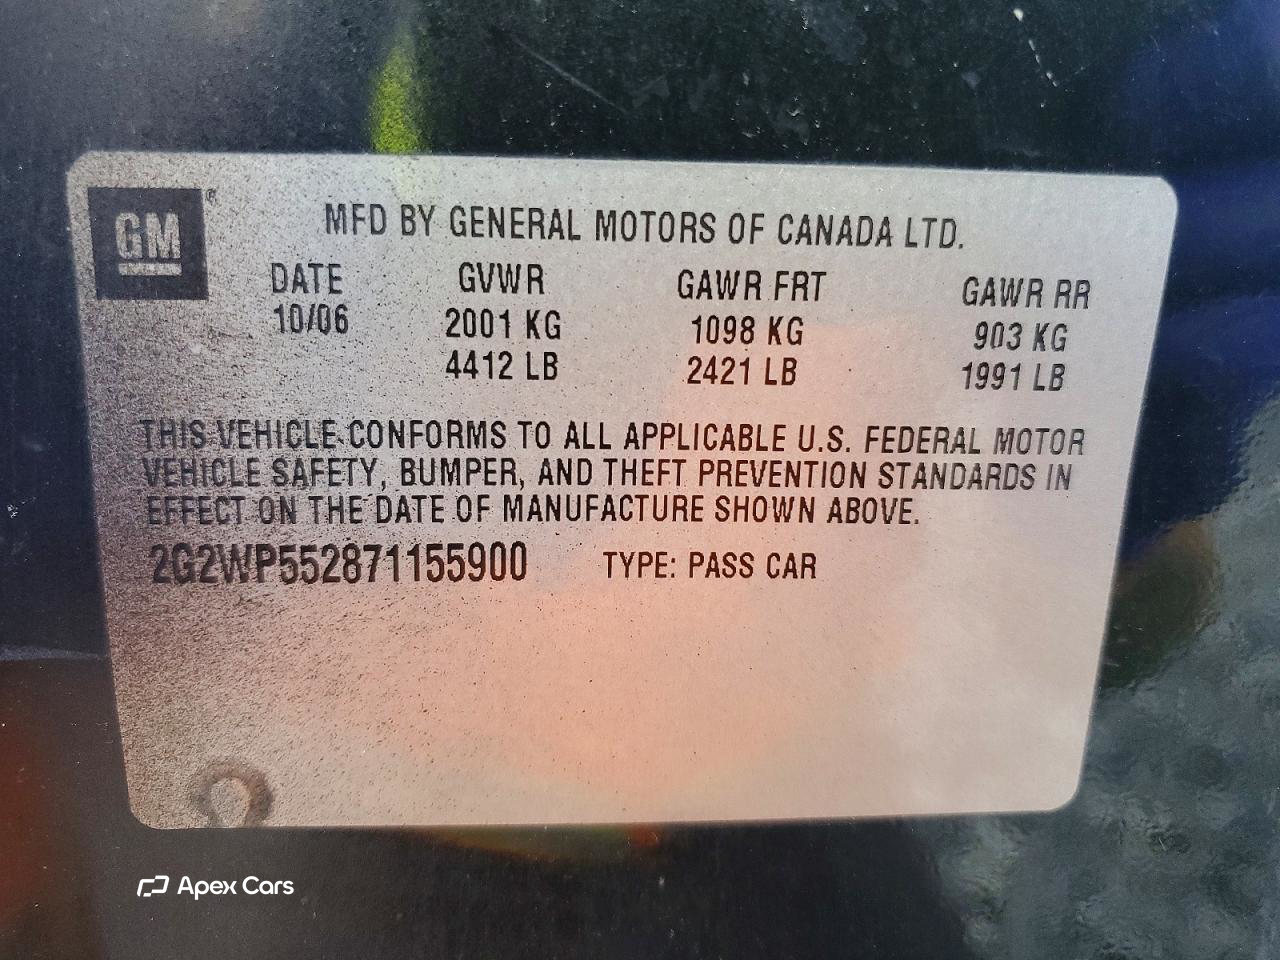 GM ®
MFD BY GENERAL MOTORS OF CANADA LTD.
DATE GVWR GAWR FRT GAWR RR
10/06 2001 KG 1098 KG 903 KG
4412 LB 2421 LB 1991 LB
THIS VEHICLE CONFORMS TO ALL APPLICABLE U.S. FEDERAL MOTOR
VEHICLE SAFETY, BUMPER, AND THEFT PREVENTION STANDARDS IN
EFFECT ON THE DATE OF MANUFACTURE SHOWN ABOVE.
2G2WP552871155900 TYPE: PASS CAR
Apex Cars